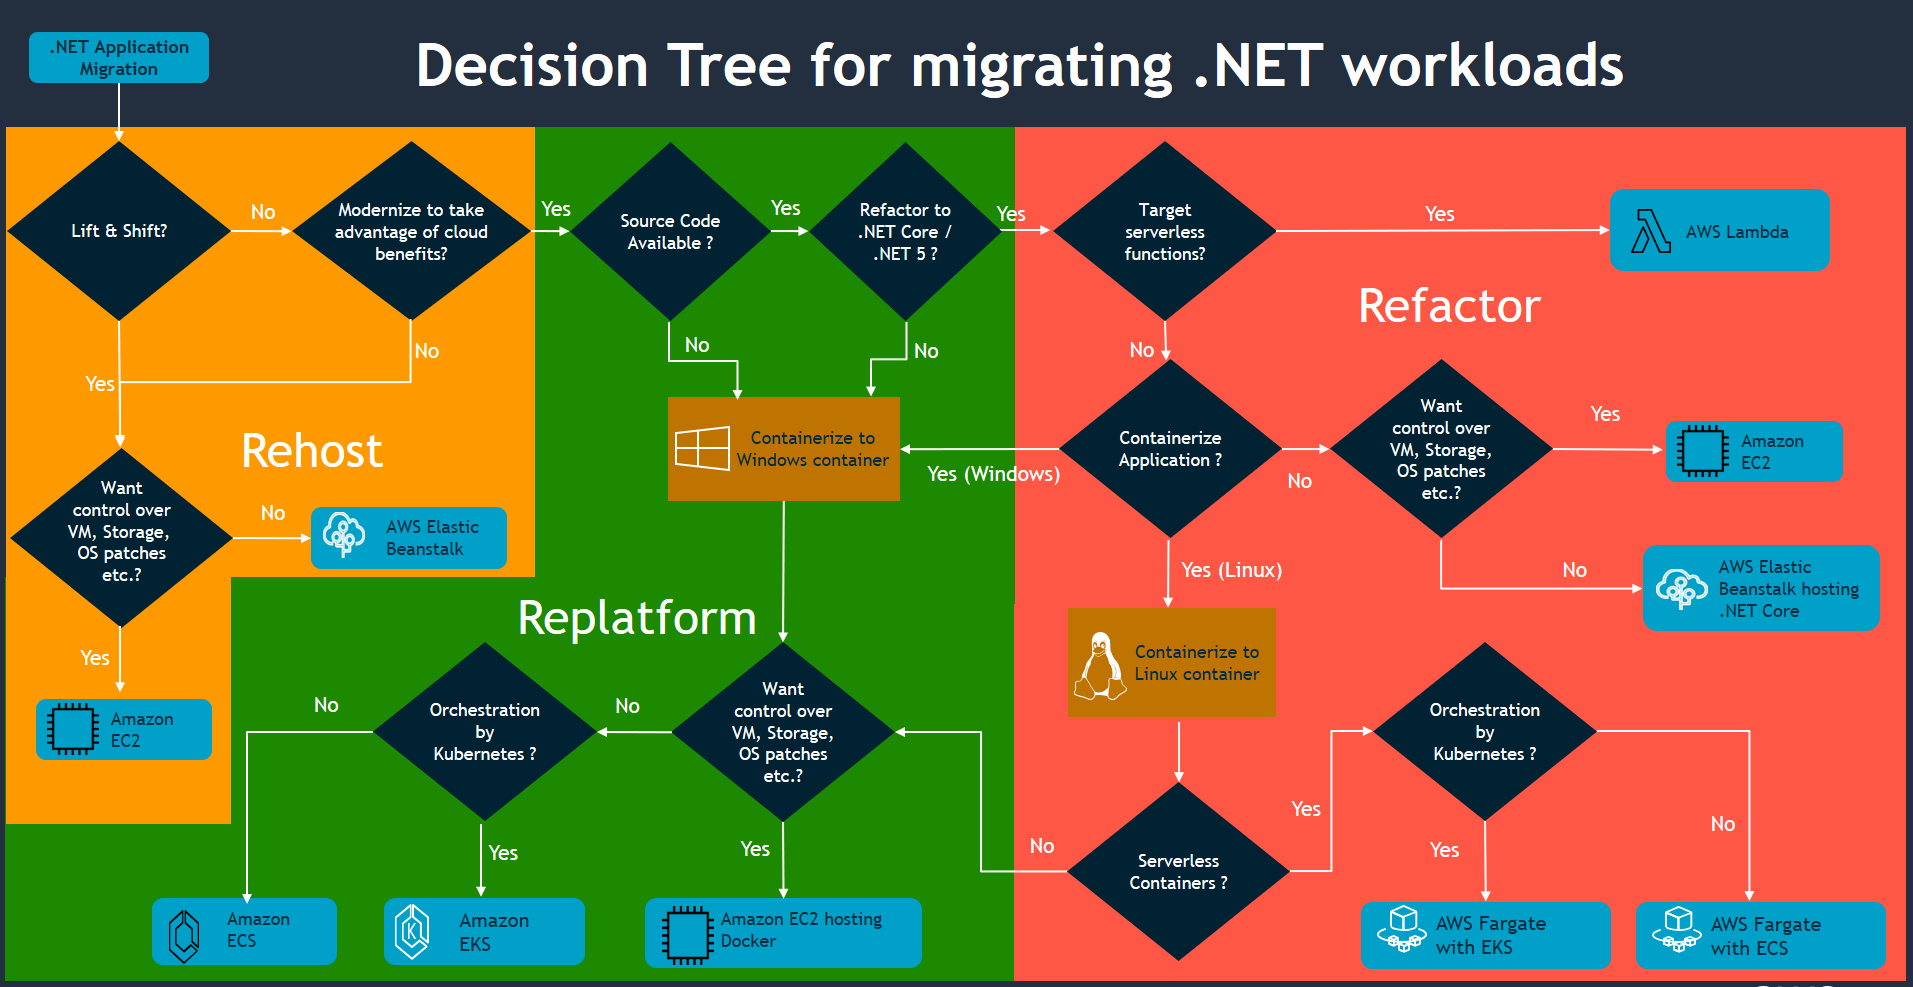 .NET Application
Migration
Decision Tree for migrating .NET workloads
Lift & Shift?
No
Modernize to take
advantage of cloud
benefits?
Yes
Source Code
Available ?
Yes
Refactor to
.NET Core /
.NET 5 ?
Yes
Target
serverless
functions?
Yes
AWS Lambda
Refactor
No
No
No
No
Yes
Rehost
Containerize to
Windows container
Yes (Windows)
Containerize
Application ?
No
Want
control over
VM, Storage,
OS patches
etc.?
Yes
Amazon
EC2
Want
control over
VM, Storage,
OS patches
etc.?
No
AWS Elastic
Beanstalk
Yes (Linux)
No
AWS Elastic
Beanstalk hosting
.NET Core
Replatform
Yes
Amazon
EC2
Containerize to
Linux container
No
Orchestration
by
Kubernetes ?
No
Want
control over
VM, Storage,
OS patches
etc.?
Orchestration
by
Kubernetes ?
Yes
No
No
Serverless
Containers ?
Yes
Yes
Yes
Amazon
ECS
K
Amazon
EKS
Amazon EC2 hosting
Docker
AWS Fargate
with EKS
AWS Fargate
with ECS